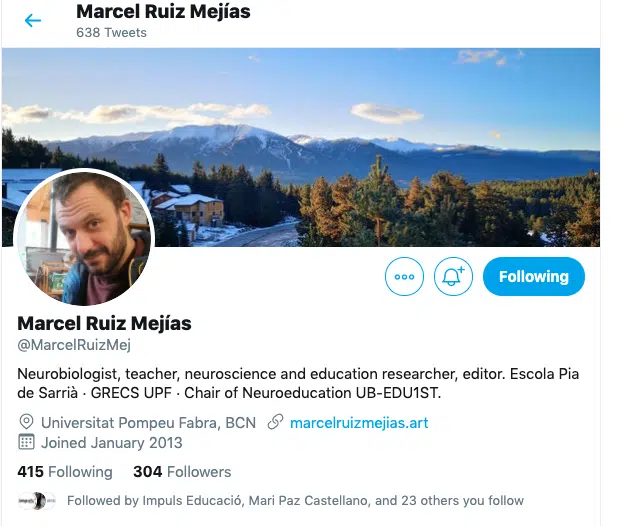 Marcel Ruiz Mejías
638 Tweets
Following
Marcel Ruiz Mejías
@MarcelRuizMej
Neurobiologist, teacher, neuroscience and education researcher, editor. Escola Pia
de Sarrià · GRECS UPF · Chair of Neuroeducation UB-EDU1ST.
Universitat Pompeu Fabra, BCN marcelruizmejias.art
Joined January 2013
415 Following 304 Followers
Followed by Impuls Educació, Mari Paz Castellano, and 23 others you follow